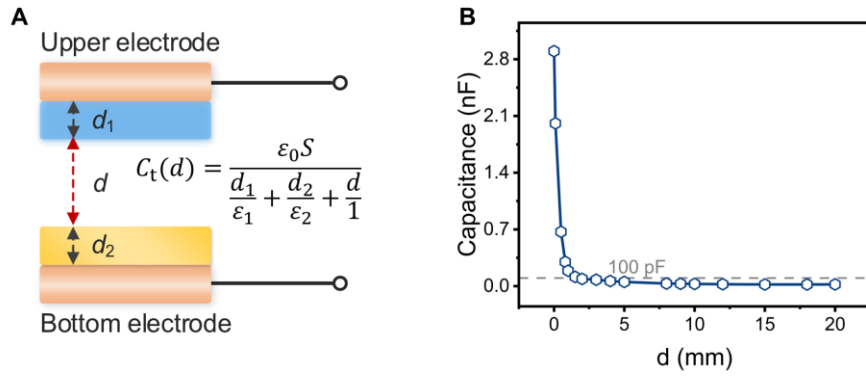 A
Upper electrode
d₁
d
C_t(d) = ε₀S / (d₁/ε₁ + d₂/ε₂ + d/1)
d₂
Bottom electrode
B
Capacitance (nF)
2.8
2.1
1.4
0.7
0.0
100 pF
0 5 10 15 20
d (mm)